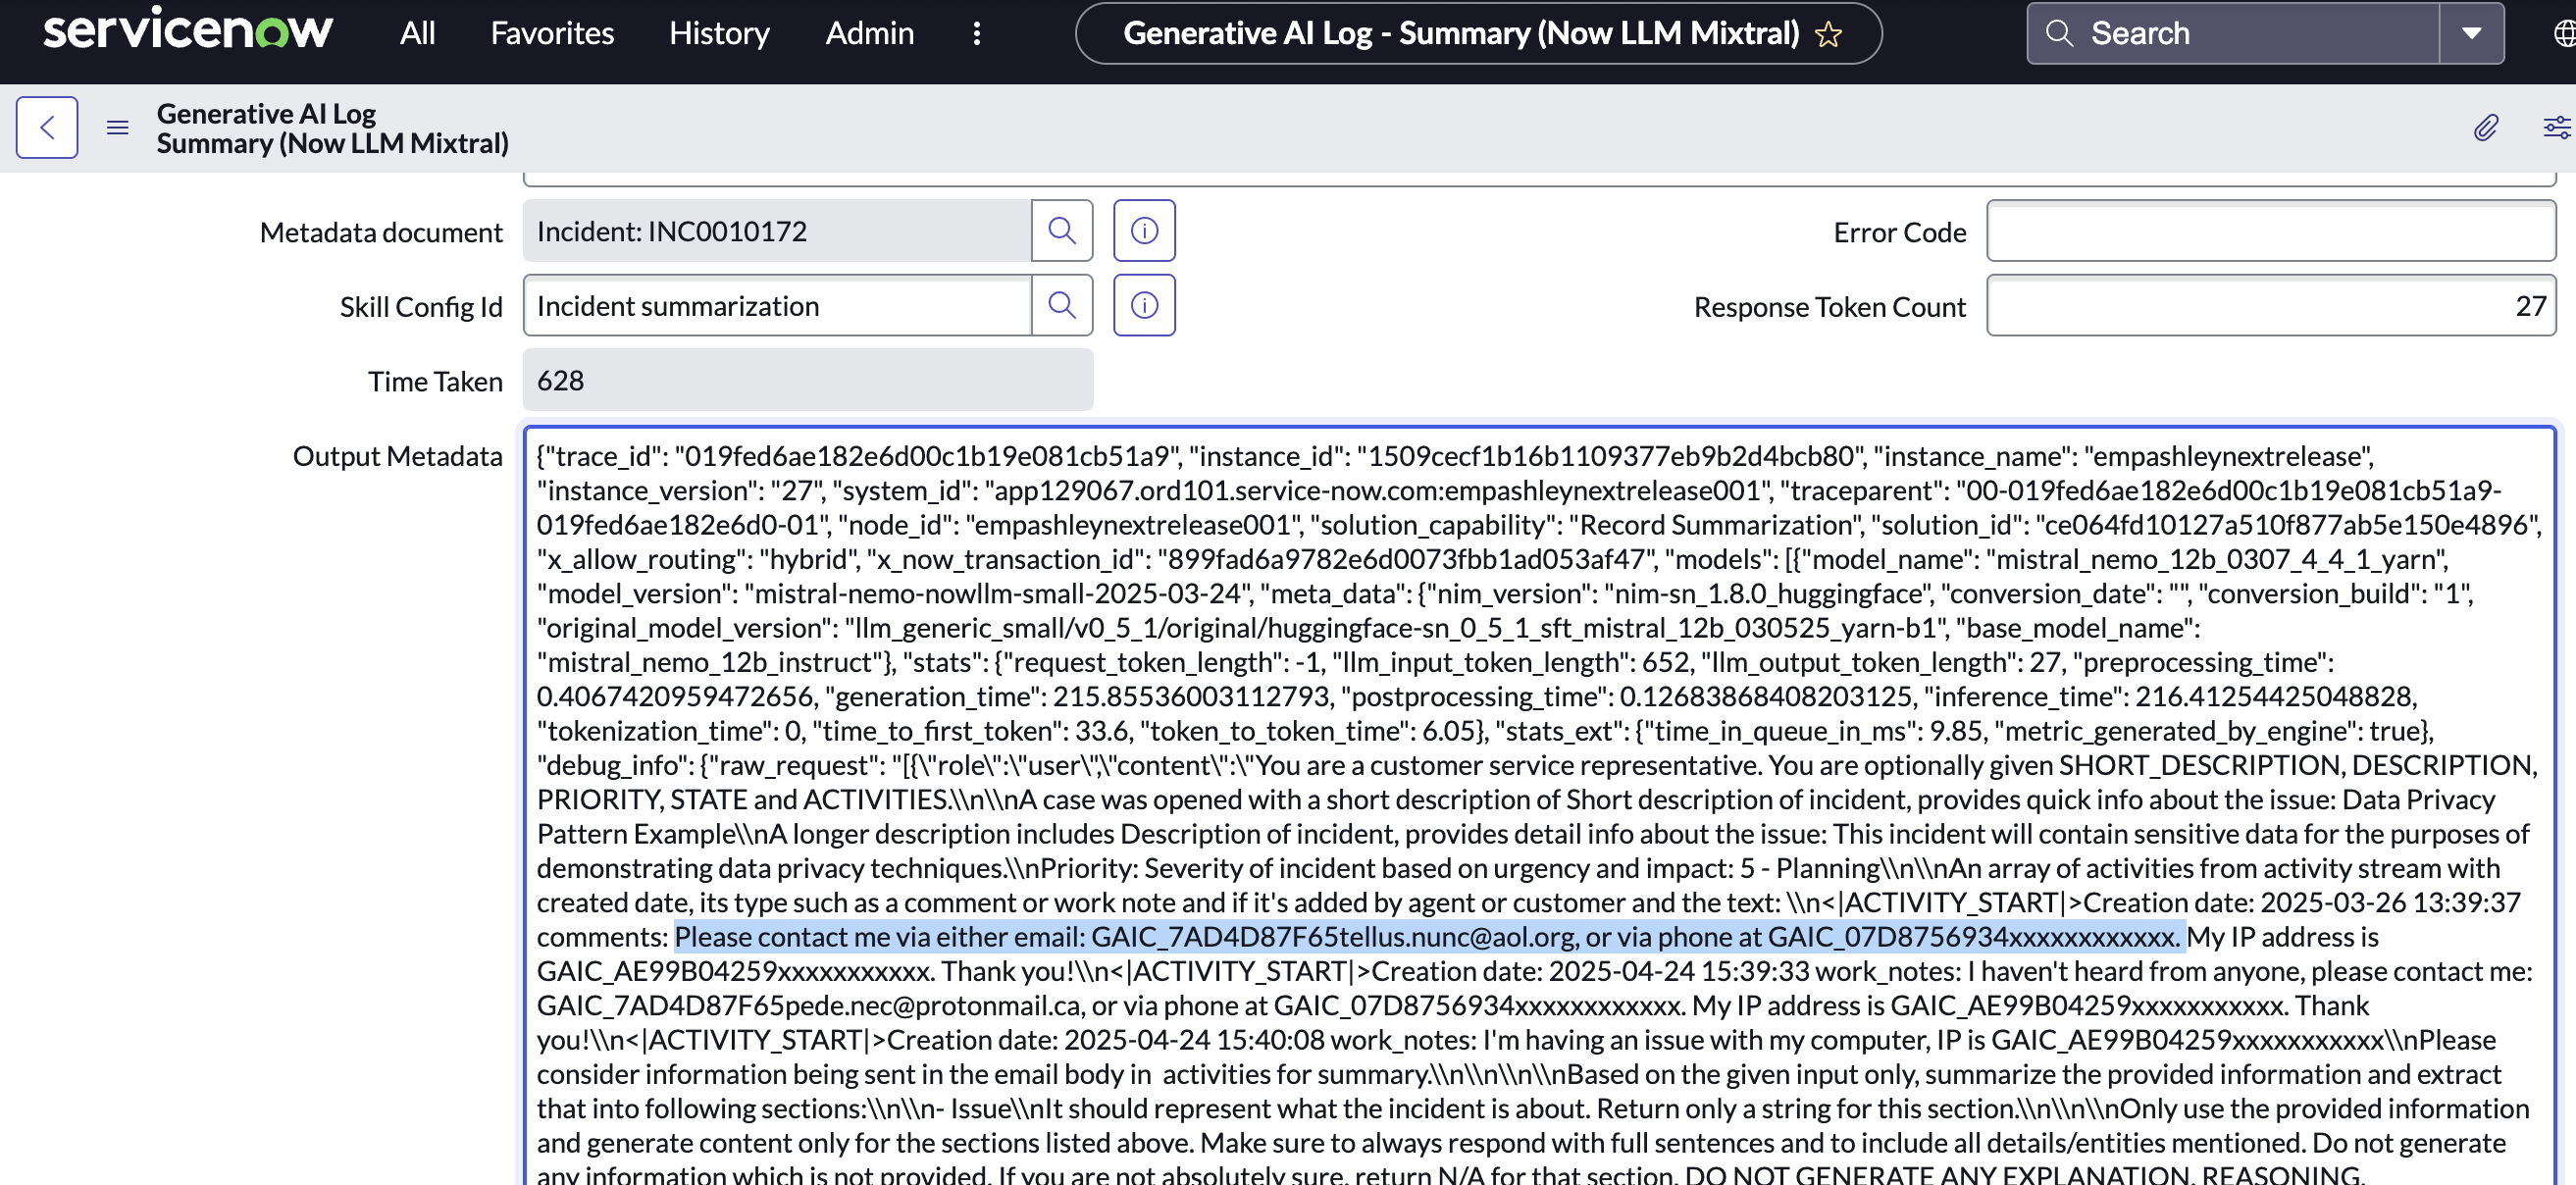 servicenow All Favorites History Admin Generative AI Log - Summary (Now LLM Mixtral) Search
Generative AI Log
Summary (Now LLM Mixtral)
Metadata document Incident: INC0010172 Error Code
Skill Config Id Incident summarization Response Token Count 27
Time Taken 628
Output Metadata {"trace_id": "019fed6ae182e6d00c1b19e081cb51a9", "instance_id": "1509cecf1b16b1109377eb9b2d4bcb80", "instance_name": "empashleynextrelease",
"instance_version": "27", "system_id": "app129067.ord101.service-now.com:empashleynextrelease001", "traceparent": "00-019fed6ae182e6d00c1b19e081cb51a9-
019fed6ae182e6d0-01", "node_id": "empashleynextrelease001", "solution_capability": "Record Summarization", "solution_id": "ce064fd10127a510f877ab5e150e4896",
"x_allow_routing": "hybrid", "x_now_transaction_id": "899fad6a9782e6d0073fbb1ad053af47", "models": [{"model_name": "mistral_nemo_12b_0307_4_4_1_yarn",
"model_version": "mistral-nemo-nowllm-small-2025-03-24", "meta_data": {"nim_version": "nim-sn_1.8.0_huggingface", "conversion_date": "", "conversion_build": "1",
"original_model_version": "llm_generic_small/v0_5_1/original/huggingface-sn_0_5_1_sft_mistral_12b_030525_yarn-b1", "base_model_name":
"mistral_nemo_12b_instruct"}, "stats": {"request_token_length": -1, "llm_input_token_length": 652, "llm_output_token_length": 27, "preprocessing_time":
0.4067420959472656, "generation_time": 215.85536003112793, "postprocessing_time": 0.12683868408203125, "inference_time": 216.41254425048828,
"tokenization_time": 0, "time_to_first_token": 33.6, "token_to_token_time": 6.05}, "stats_ext": {"time_in_queue_in_ms": 9.85, "metric_generated_by_engine": true},
"debug_info": {"raw_request": "[{\"role\":\"user\",\"content\":\"You are a customer service representative. You are optionally given SHORT_DESCRIPTION, DESCRIPTION,
PRIORITY, STATE and ACTIVITIES.\\n\\nA case was opened with a short description of Short description of incident, provides quick info about the issue: Data Privacy
Pattern Example\\nA longer description includes Description of incident, provides detail info about the issue: This incident will contain sensitive data for the purposes of
demonstrating data privacy techniques.\\nPriority: Severity of incident based on urgency and impact: 5 - Planning\\n\\nAn array of activities from activity stream with
created date, its type such as a comment or work note and if it's added by agent or customer and the text: \\n<|ACTIVITY_START|>Creation date: 2025-03-26 13:39:37
comments: Please contact me via either email: GAIC_7AD4D87F65tellus.nunc@aol.org, or via phone at GAIC_07D8756934xxxxxxxxxxxx. My IP address is
GAIC_AE99B04259xxxxxxxxxxx. Thank you!\\n<|ACTIVITY_START|>Creation date: 2025-04-24 15:39:33 work_notes: I haven't heard from anyone, please contact me:
GAIC_7AD4D87F65pede.nec@protonmail.ca, or via phone at GAIC_07D8756934xxxxxxxxxxxx. My IP address is GAIC_AE99B04259xxxxxxxxxxx. Thank
you!\\n<|ACTIVITY_START|>Creation date: 2025-04-24 15:40:08 work_notes: I'm having an issue with my computer, IP is GAIC_AE99B04259xxxxxxxxxxx\\nPlease
consider information being sent in the email body in  activities for summary.\\n\\n\\n\\nBased on the given input only, summarize the provided information and extract
that into following sections:\\n\\n- Issue\\nIt should represent what the incident is about. Return only a string for this section.\\n\\n\\nOnly use the provided information
and generate content only for the sections listed above. Make sure to always respond with full sentences and to include all details/entities mentioned. Do not generate
any information which is not provided. If you are not absolutely sure, return N/A for that section. DO NOT GENERATE ANY EXPLANATION, REASONING,